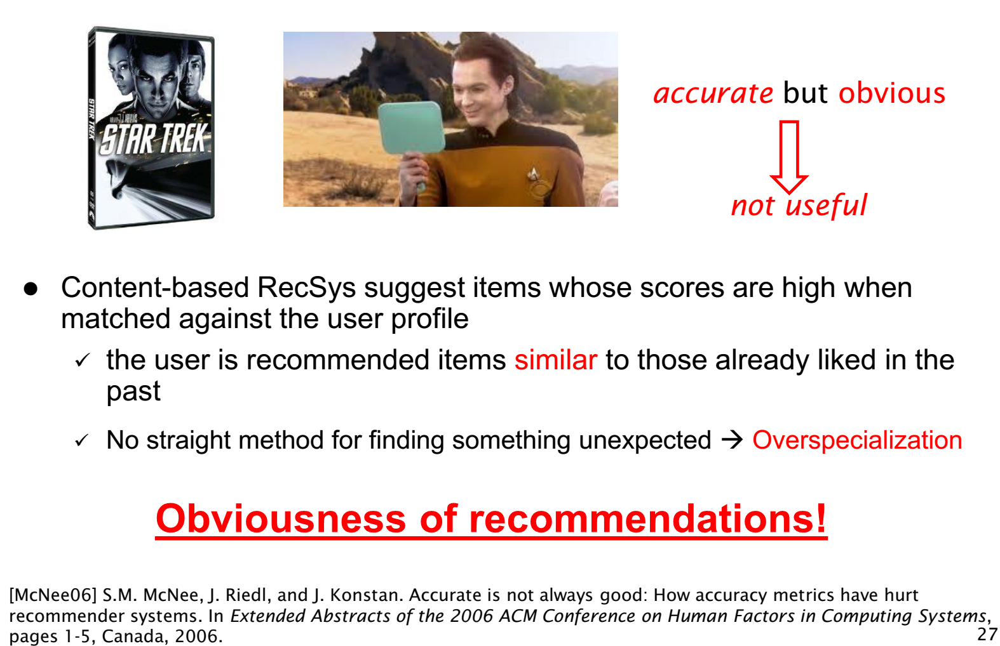 STAR TREK
STAR TREK
accurate but obvious
not useful
● Content-based RecSys suggest items whose scores are high when
matched against the user profile
✓ the user is recommended items similar to those already liked in the
past
✓ No straight method for finding something unexpected → Overspecialization
Obviousness of recommendations!
[McNee06] S.M. McNee, J. Riedl, and J. Konstan. Accurate is not always good: How accuracy metrics have hurt
recommender systems. In Extended Abstracts of the 2006 ACM Conference on Human Factors in Computing Systems,
pages 1-5, Canada, 2006.
27